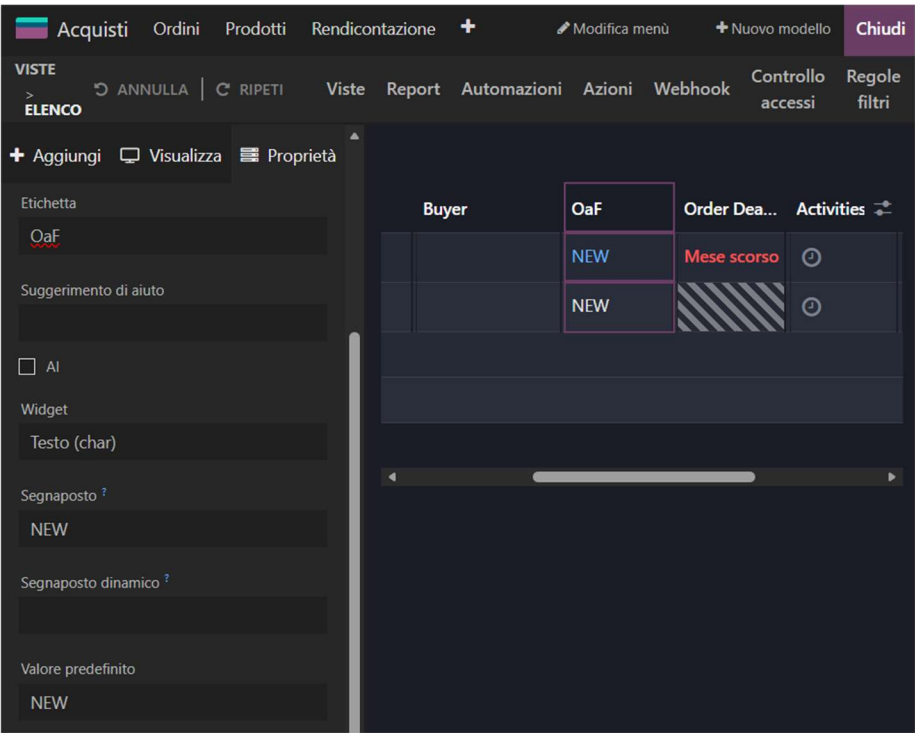 Acquisti Ordini Prodotti Rendicontazione + Modifica menù + Nuovo modello Chiudi
VISTE
>
ELENCO
ANNULLA RIPETI Viste Report Automazioni Azioni Webhook Controllo accessi Regole filtri
+ Aggiungi Visualizza Proprietà
Etichetta
OaF
Suggerimento di aiuto
AI
Widget
Testo (char)
Segnaposto ?
NEW
Segnaposto dinamico ?
Valore predefinito
NEW
Buyer OaF Order Dea... Activities
NEW Mese scorso
NEW